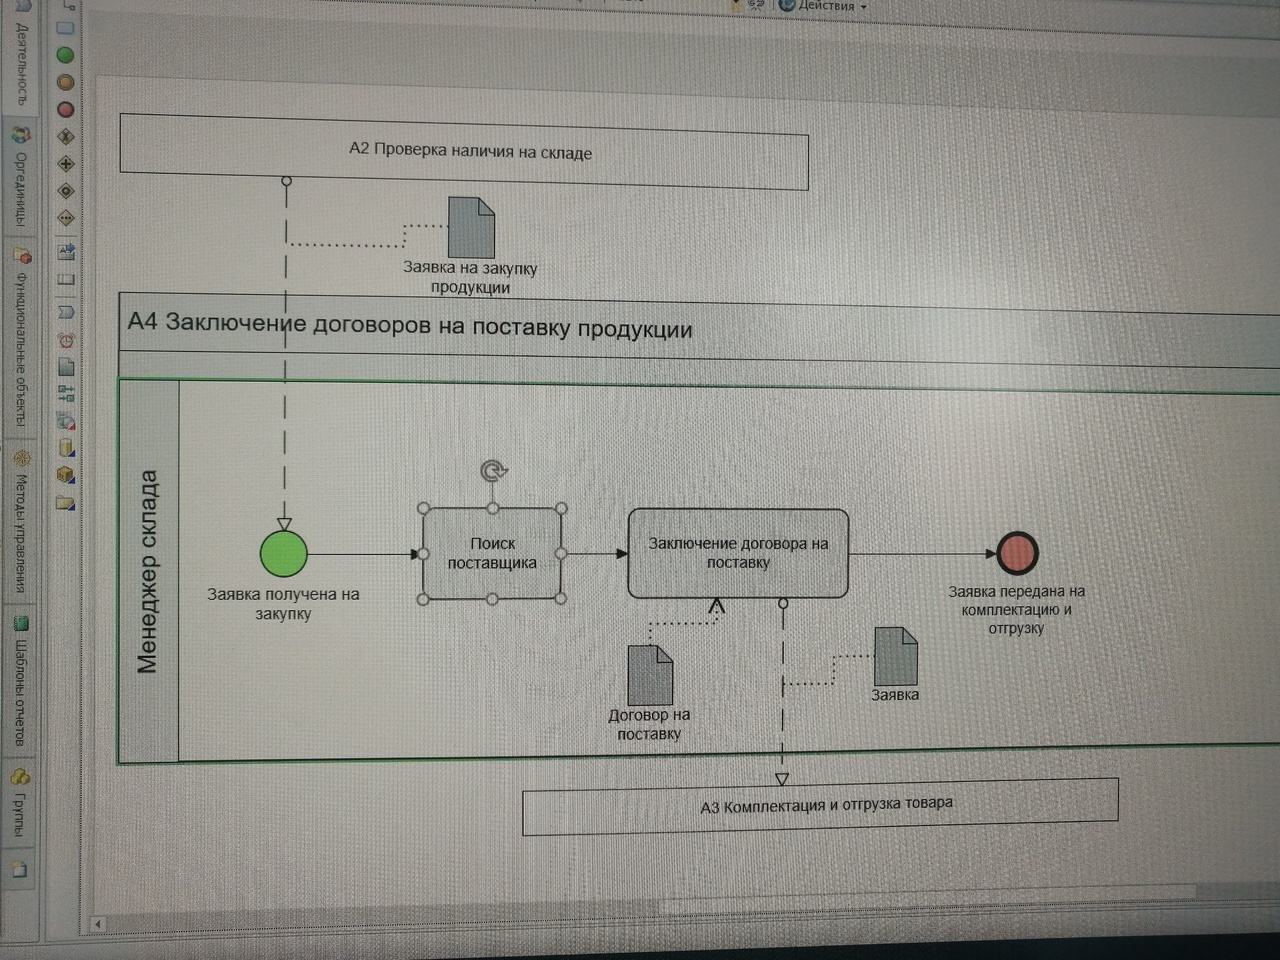 Действия
Деятельность
Оргединицы
Функциональные объекты
Методы управления
Шаблоны отчетов
Группы
А2 Проверка наличия на складе
Заявка на закупку
продукции
А4 Заключение договоров на поставку продукции
Менеджер склада
Заявка получена на
закупку
Поиск
поставщика
Заключение договора на
поставку
Заявка передана на
комплектацию и
отгрузку
Договор на
поставку
Заявка
А3 Комплектация и отгрузка товара